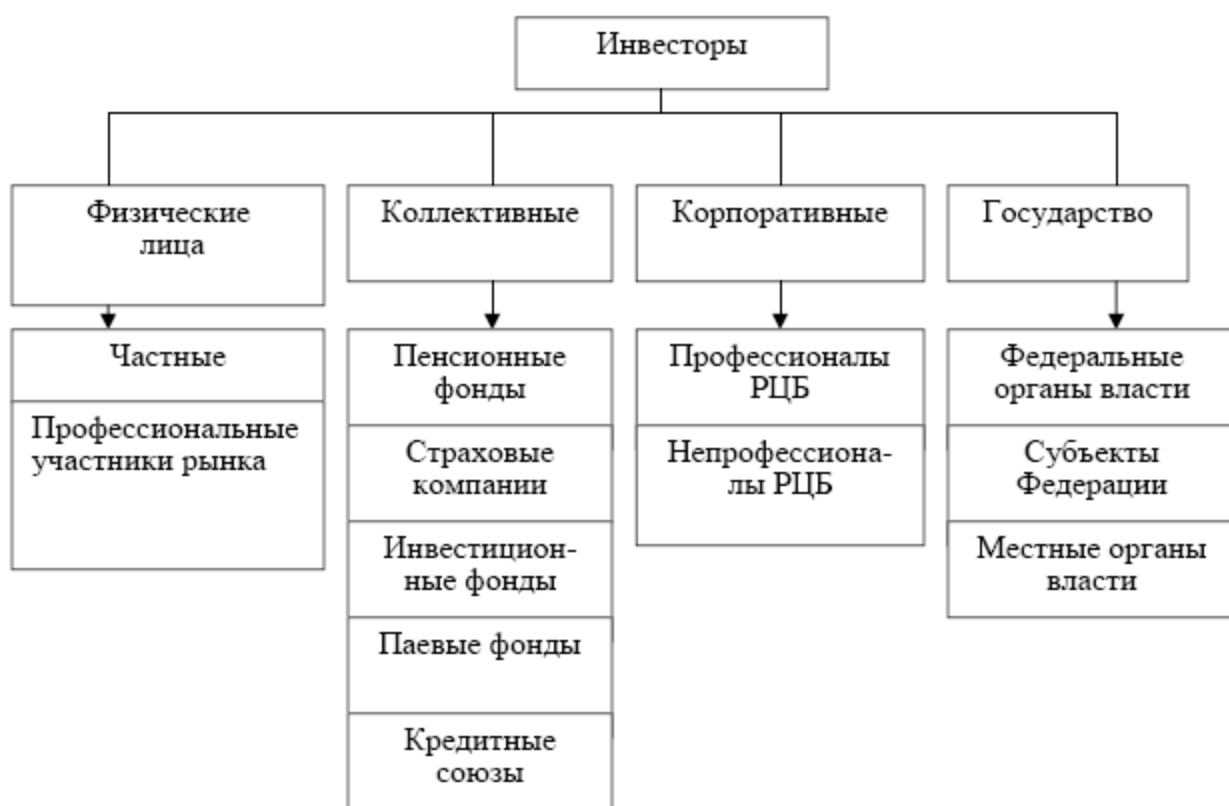 Инвесторы
Физические
лица
Коллективные
Корпоративные
Государство
Частные
Профессиональные
участники рынка
Пенсионные
фонды
Страховые
компании
Инвестицион-
ные фонды
Паевые фонды
Кредитные
союзы
Профессионалы
РЦБ
Непрофессиона-
лы РЦБ
Федеральные
органы власти
Субъекты
Федерации
Местные органы
власти